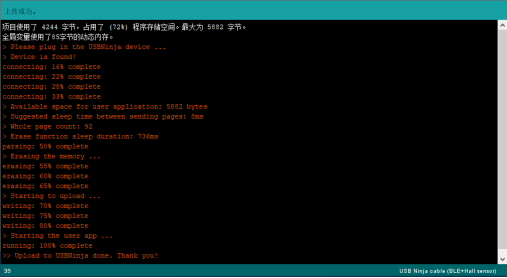 上传成功。
项目使用了 4244 字节，占用了 (72%) 程序存储空间。最大为 5882 字节。
全局变量使用了85字节的动态内存。
> Please plug in the USBNinja device ...
> Device is found!
connecting: 16% complete
connecting: 22% complete
connecting: 28% complete
connecting: 33% complete
> Available space for user application: 5882 bytes
> Suggested sleep time between sending pages: 8ms
> Whole page count: 92
> Erase function sleep duration: 736ms
parsing: 50% complete
> Erasing the memory ...
erasing: 55% complete
erasing: 60% complete
erasing: 65% complete
> Starting to upload ...
writing: 70% complete
writing: 75% complete
writing: 80% complete
> Starting the user app ...
running: 100% complete
>> Upload to USBNinja done. Thank you!
35
USB Ninja cable (BLE+Hall sensor)